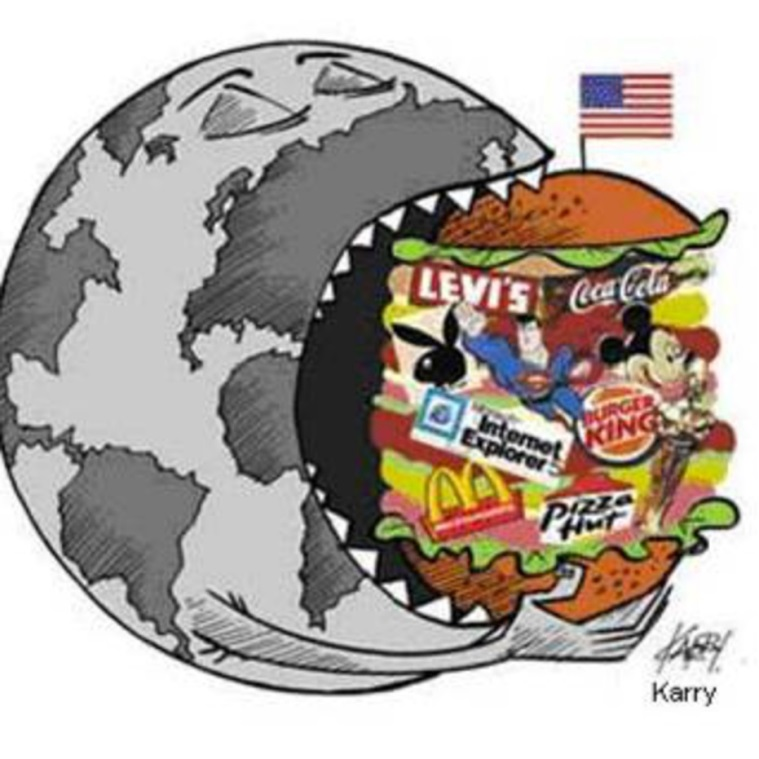 LEVI'S
Coca-Cola
Internet
Explorer
BURGER
KING
Pizza
Hut
KARRY
Karry